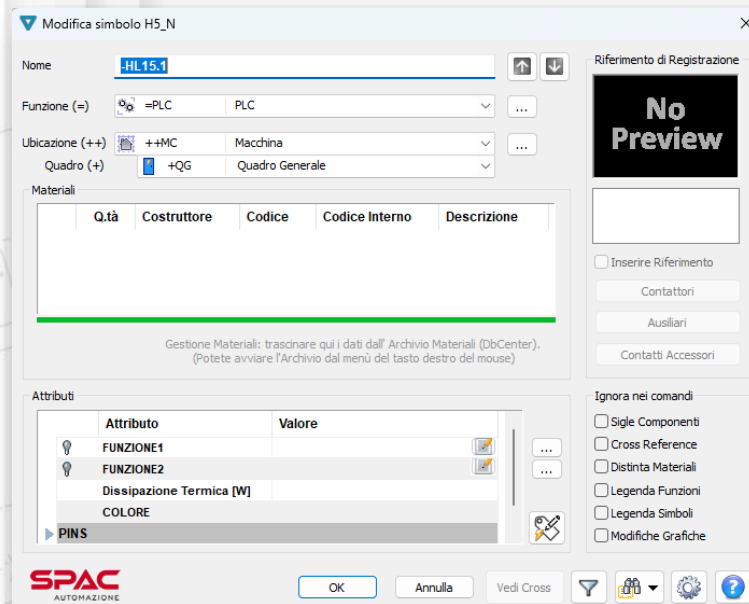 Modifica simbolo H5_N
Nome
-HL15.1
Funzione (=)
=PLC
PLC
...
Ubicazione (++)
++MC
Macchina
...
Quadro (+)
+QG
Quadro Generale
Materiali
Q.tà
Costruttore
Codice
Codice Interno
Descrizione
Gestione Materiali: trascinare qui i dati dall' Archivio Materiali (DbCenter).
(Potete avviare l'Archivio dal menù del tasto destro del mouse)
Attributi
Attributo
Valore
FUNZIONE1
...
FUNZIONE2
...
Dissipazione Termica [W]
COLORE
PINS
Riferimento di Registrazione
No
Preview
Inserire Riferimento
Contattori
Ausiliari
Contatti Accessori
Ignora nei comandi
Sigle Componenti
Cross Reference
Distinta Materiali
Legenda Funzioni
Legenda Simboli
Modifiche Grafiche
SPAC
AUTOMAZIONE
OK
Annulla
Vedi Cross
?